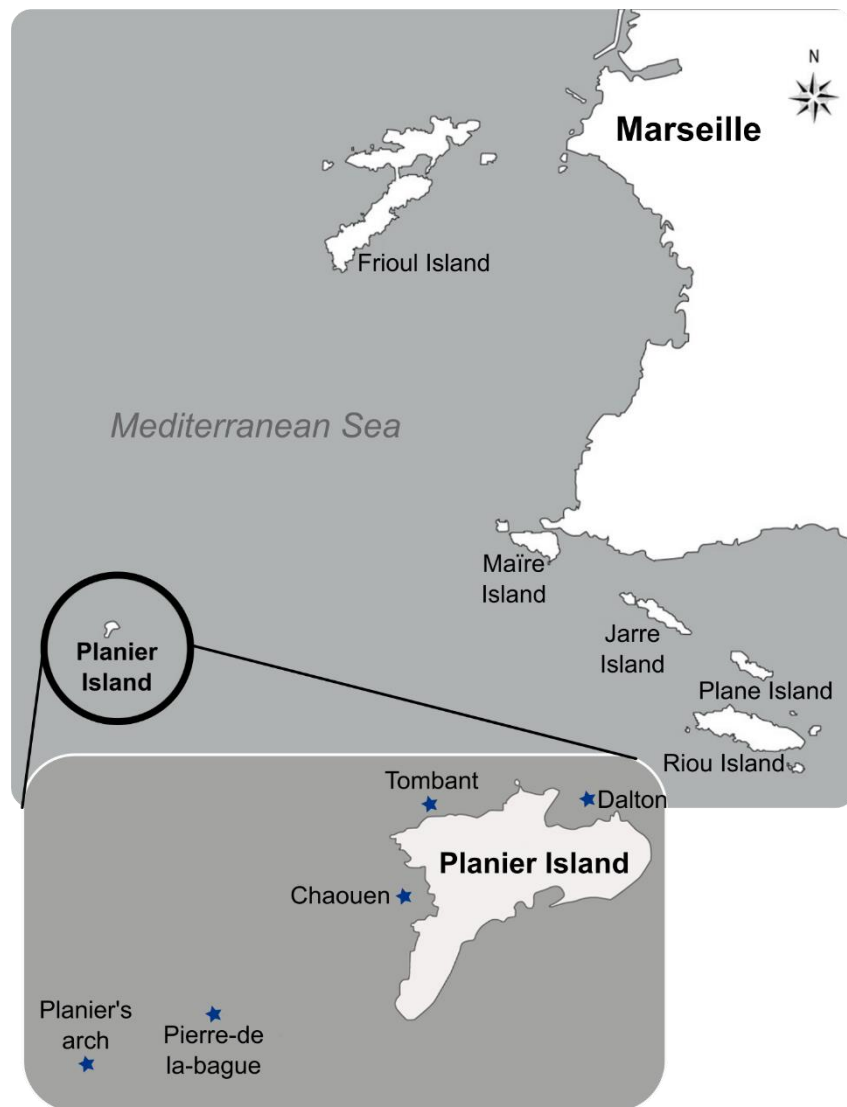 N
Marseille
Frioul Island
Mediterranean Sea
Maïre
Island
Jarre
Island
Plane Island
Riou Island
Planier
Island
Tombant
Dalton
Planier Island
Chaouen
Planier's
arch
Pierre-de
la-bague